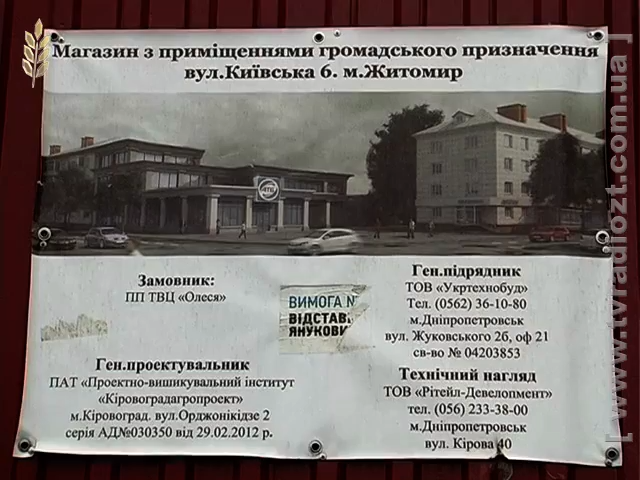 Магазин з приміщеннями громадського призначення
вул.Київська 6. м.Житомир
АТЦ
Замовник:
ПП ТВЦ «Олеся»
Ген.проектувальник
ПАТ «Проектно-вишикувальний інститут
«Кіровоградагропроект»
м.Кіровоград. вул.Орджонікідзе 2
серія АД№030350 від 29.02.2012 р.
ВИМОГА
ВІДСТАВ
ЯНУКОВИ
Ген.підрядник
ТОВ «Укртехнобуд»
Тел. (0562) 36-10-80
м.Дніпропетровськ
вул. Жуковського 2б, оф 21
св-во № 04203853
Технічний нагляд
ТОВ «Рітейл-Девелопмент»
тел. (056) 233-38-00
м.Дніпропетровськ
вул. Кірова 40
[ www.tvradiozt.com.ua ]